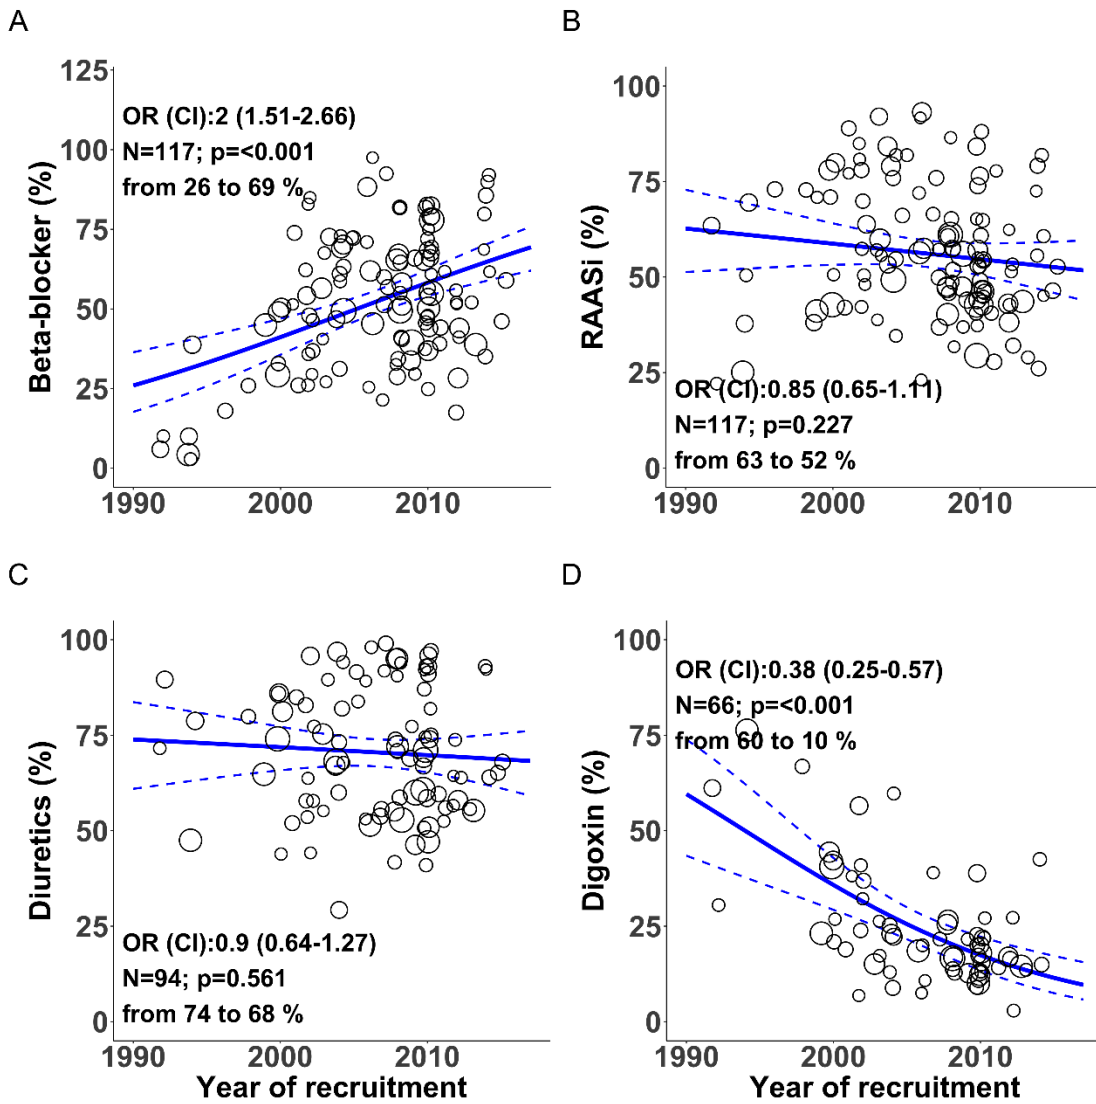 A
Beta-blocker (%)
125
100
75
50
25
0
OR (CI):2 (1.51-2.66)
N=117; p=<0.001
from 26 to 69 %
1990 2000 2010
B
RAASi (%)
100
75
50
25
0
OR (CI):0.85 (0.65-1.11)
N=117; p=0.227
from 63 to 52 %
1990 2000 2010
C
Diuretics (%)
100
75
50
25
0
OR (CI):0.9 (0.64-1.27)
N=94; p=0.561
from 74 to 68 %
1990 2000 2010
Year of recruitment
D
Digoxin (%)
100
75
50
25
0
OR (CI):0.38 (0.25-0.57)
N=66; p=<0.001
from 60 to 10 %
1990 2000 2010
Year of recruitment